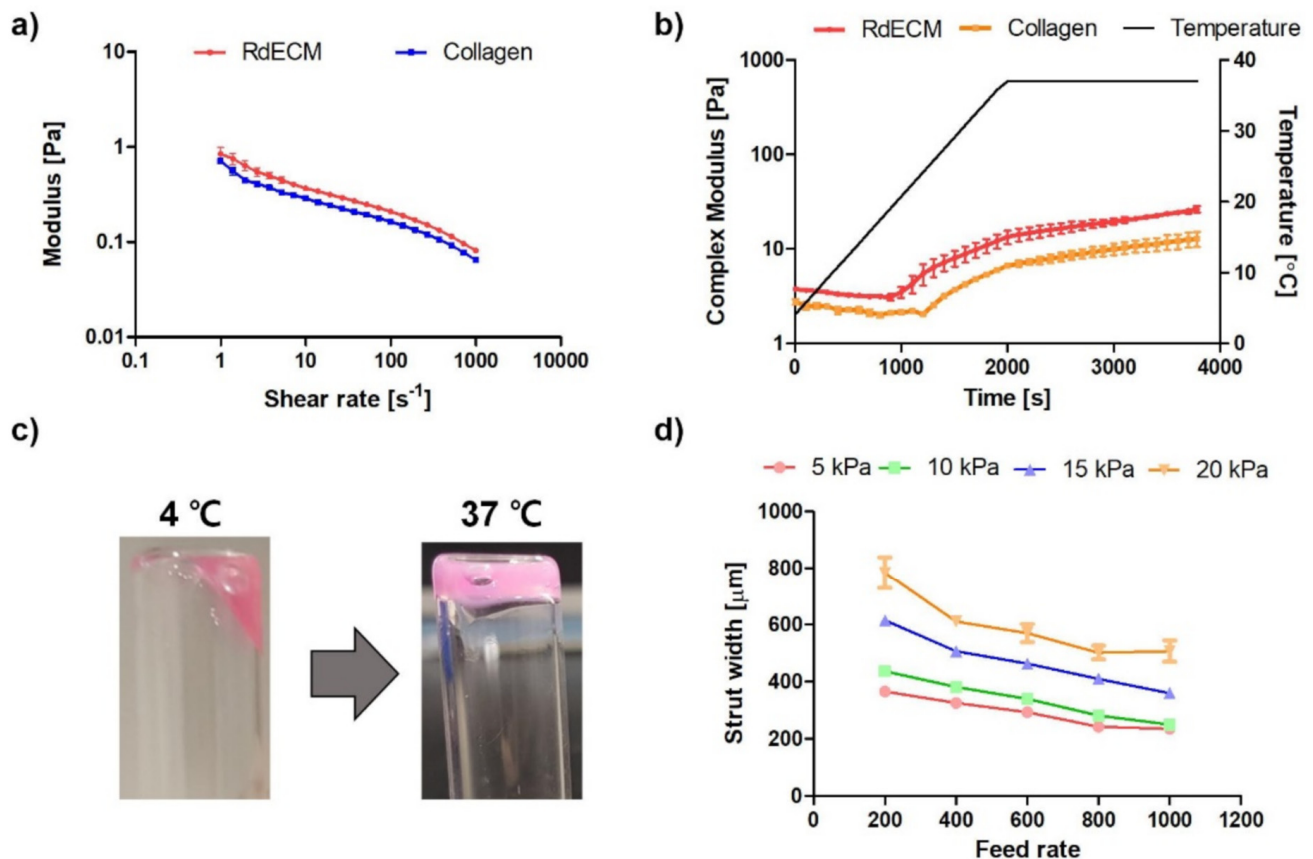 a)
RdECM Collagen
Modulus [Pa]
10
1
0.1
0.01
0.1 1 10 100 1000 10000
Shear rate [s⁻¹]
b)
RdECM Collagen Temperature
Complex Modulus [Pa]
1000
100
10
1
Temperature [°C]
40
30
20
10
0
0 1000 2000 3000 4000
Time [s]
c)
4 ℃ 37 ℃
d)
5 kPa 10 kPa 15 kPa 20 kPa
Strut width [μm]
1000
800
600
400
200
0
0 200 400 600 800 1000 1200
Feed rate